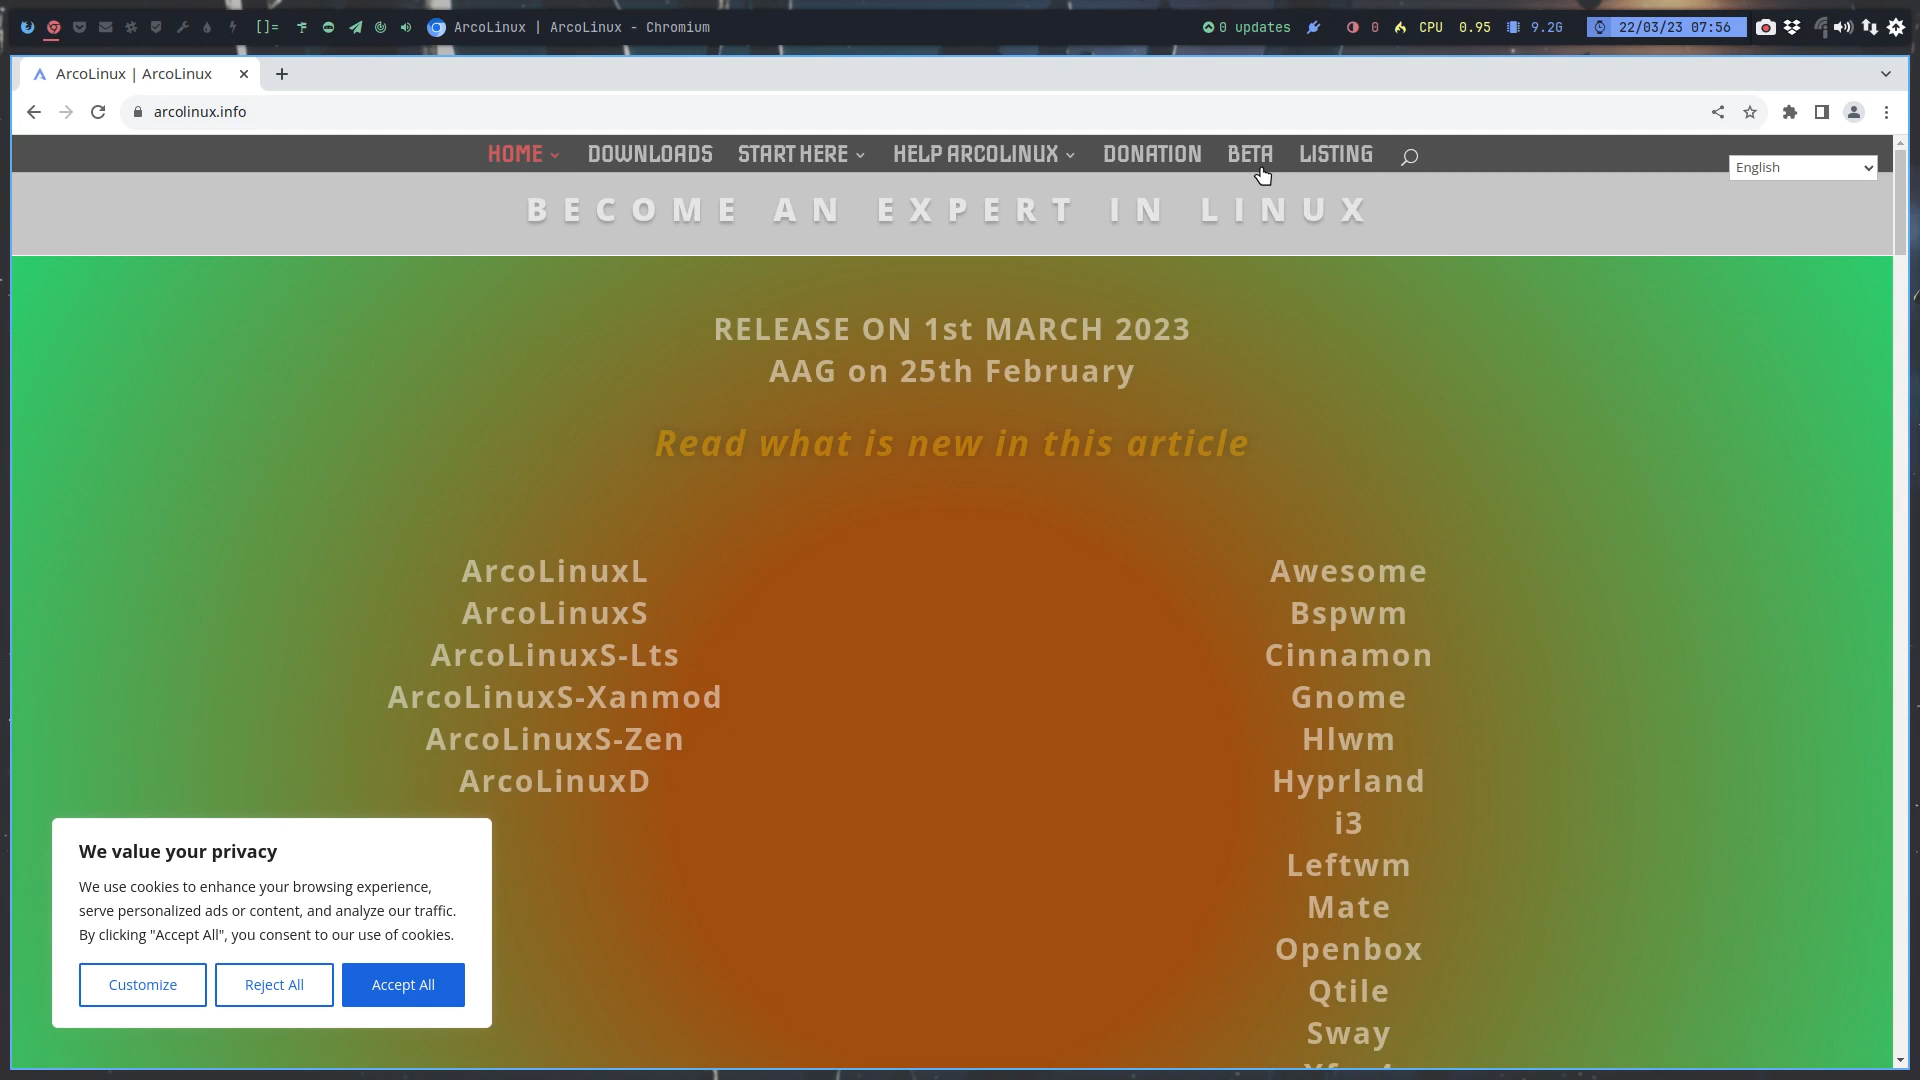 []= ArcoLinux | ArcoLinux - Chromium 0 updates 0 CPU 0.95 9.2G 22/03/23 07:56
ArcoLinux | ArcoLinux
arcolinux.info
HOME DOWNLOADS START HERE HELP ARCOLINUX DONATION BETA LISTING
English
BECOME AN EXPERT IN LINUX
RELEASE ON 1st MARCH 2023
AAG on 25th February
Read what is new in this article
ArcoLinuxL
ArcoLinuxS
ArcoLinuxS-Lts
ArcoLinuxS-Xanmod
ArcoLinuxS-Zen
ArcoLinuxD
Awesome
Bspwm
Cinnamon
Gnome
Hlwm
Hyprland
i3
Leftwm
Mate
Openbox
Qtile
Sway
We value your privacy
We use cookies to enhance your browsing experience,
serve personalized ads or content, and analyze our traffic.
By clicking "Accept All", you consent to our use of cookies.
Customize Reject All Accept All